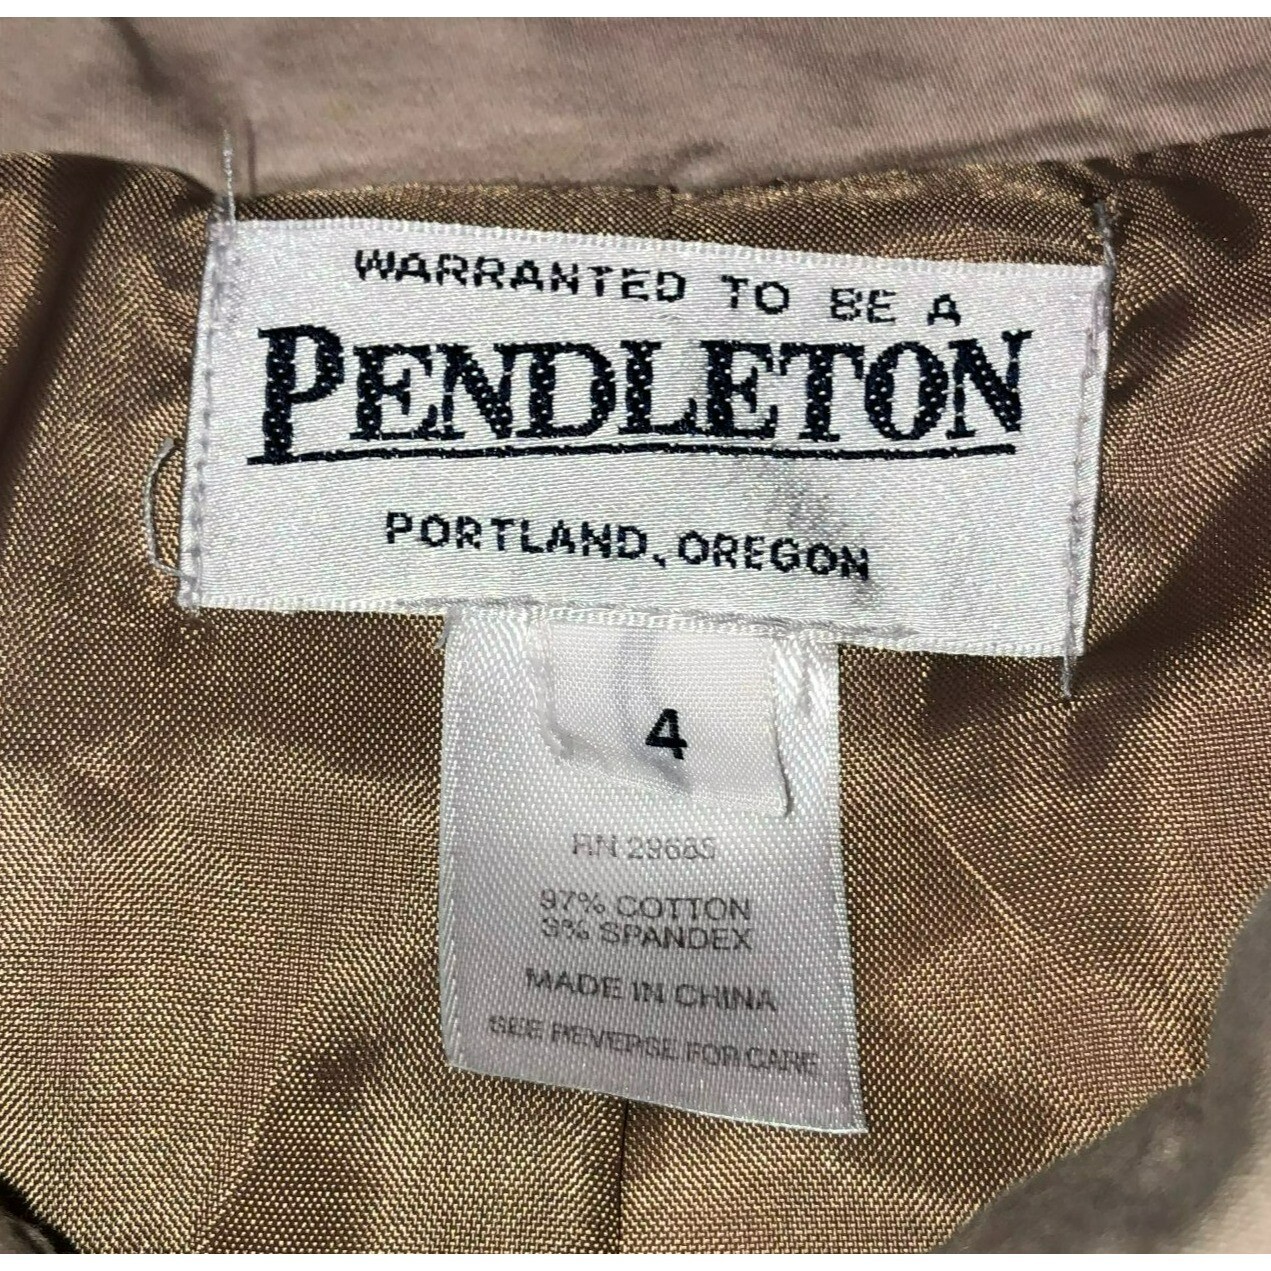 WARRANTED TO BE A
PENDLETON
PORTLAND, OREGON
4
RN 29685
97% COTTON
3% SPANDEX
MADE IN CHINA
SEE REVERSE FOR CARE